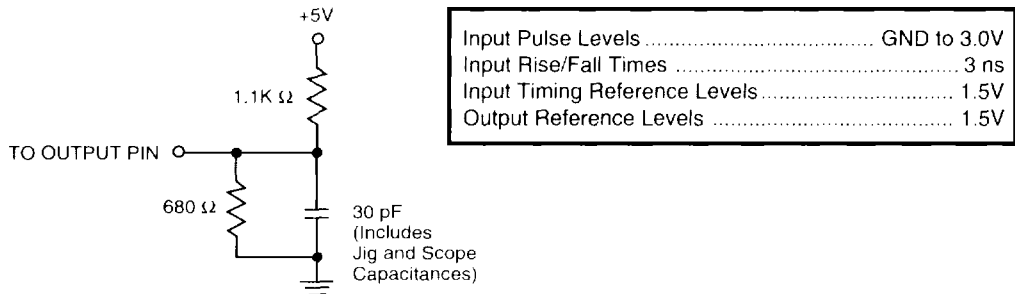 +5V
1.1K Ω
TO OUTPUT PIN
680 Ω
30 pF
(Includes
Jig and Scope
Capacitances)
Input Pulse Levels ................................. GND to 3.0V
Input Rise/Fall Times ......................................... 3 ns
Input Timing Reference Levels ............................ 1.5V
Output Reference Levels ..................................... 1.5V